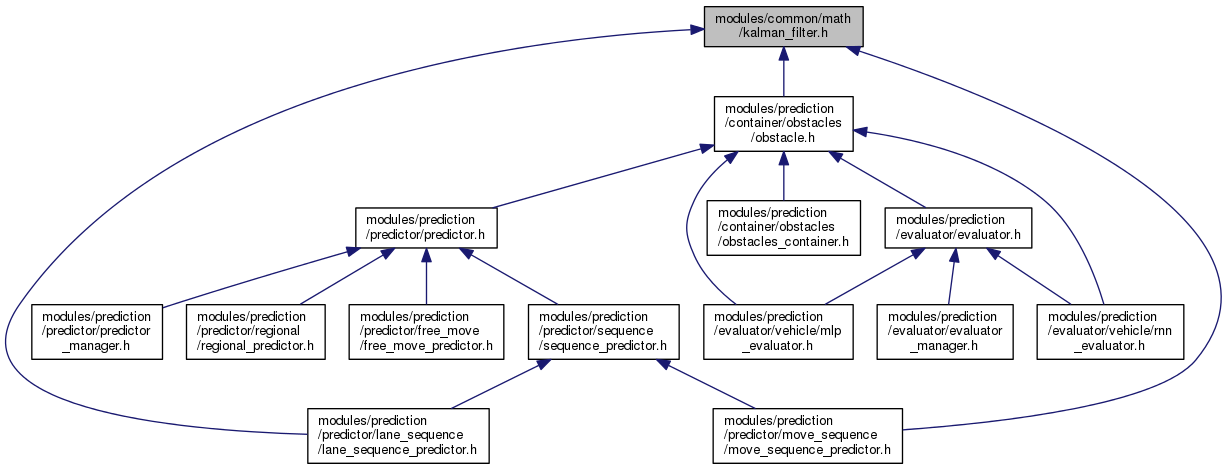 modules/common/math
/kalman_filter.h
modules/prediction
/container/obstacles
/obstacle.h
modules/prediction
/predictor/predictor.h
modules/prediction
/container/obstacles
/obstacles_container.h
modules/prediction
/evaluator/evaluator.h
modules/prediction
/predictor/predictor
_manager.h
modules/prediction
/predictor/regional
/regional_predictor.h
modules/prediction
/predictor/free_move
/free_move_predictor.h
modules/prediction
/predictor/sequence
/sequence_predictor.h
modules/prediction
/evaluator/vehicle/mlp
_evaluator.h
modules/prediction
/evaluator/evaluator
_manager.h
modules/prediction
/evaluator/vehicle/rnn
_evaluator.h
modules/prediction
/predictor/lane_sequence
/lane_sequence_predictor.h
modules/prediction
/predictor/move_sequence
/move_sequence_predictor.h